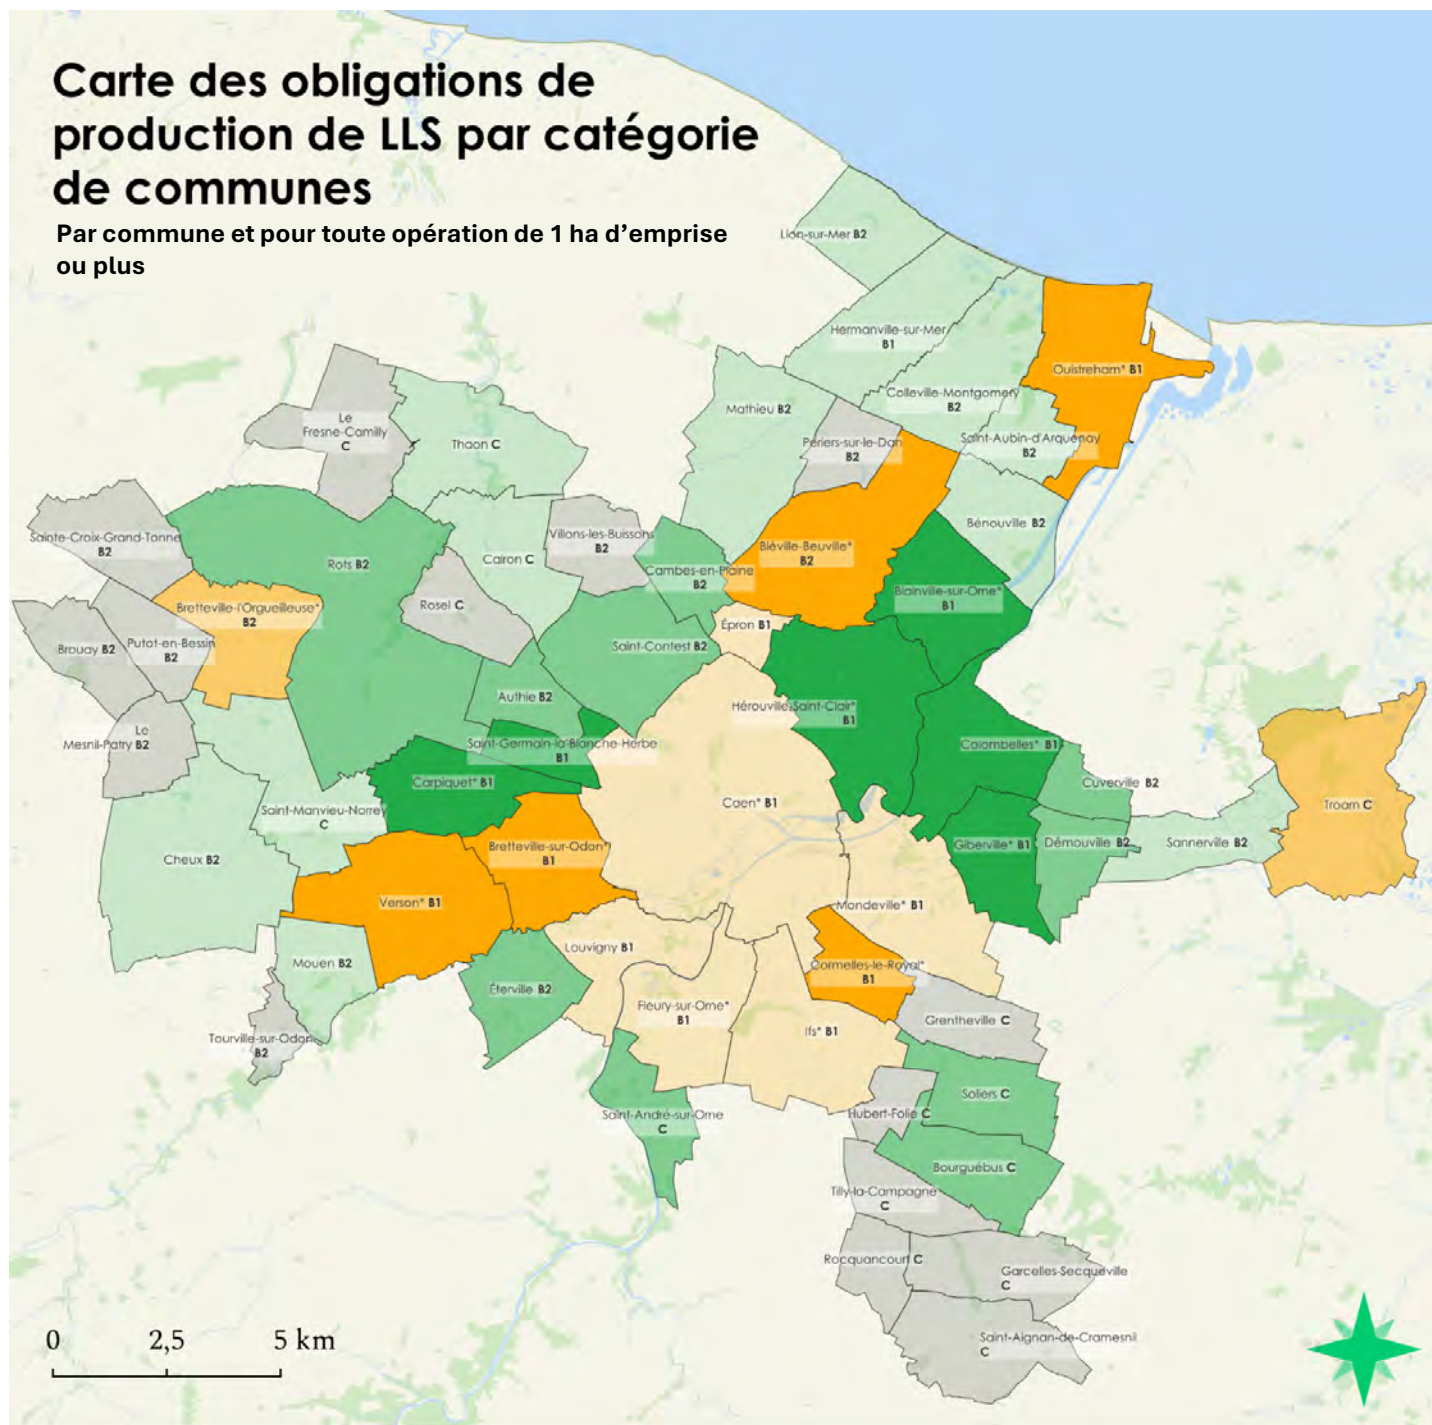 Carte des obligations de
production de LLS par catégorie
de communes
Par commune et pour toute opération de 1 ha d’emprise
ou plus
Lion-sur-Mer B2
Hermanville-sur-Mer
B1
Ouistreham* B1
Colleville-Montgomery
B2
Mathieu B2
Périers-sur-le-Dan
B2
Saint-Aubin-d'Arquenay
B2
Le
Fresne-Camilly
C
Thaon C
Bénouville B2
Sainte-Croix-Grand-Tonne
B2
Villons-les-Buissons
B2
Biéville-Beuville*
B2
Rots B2
Cairon C
Cambes-en-Plaine
B2
Blainville-sur-Orne*
B1
Bretteville-l'Orgueilleuse*
B2
Rosel C
Épron B1
Brouay B2
Putot-en-Bessin
B2
Saint-Contest B2
Authie B2
Hérouville-Saint-Clair*
B1
Le
Mesnil-Patry B2
Saint-Germain-la-Blanche-Herbe
B1
Colombelles* B1
Carpiquet* B1
Cuverville B2
Caen* B1
Troarn C
Saint-Manvieu-Norrey
C
Bretteville-sur-Odon*
B1
Giberville* B1
Démouville B2
Sannerville B2
Cheux B2
Verson* B1
Mondeville* B1
Louvigny B1
Mouen B2
Cormelles-le-Royal*
B1
Éterville B2
Fleury-sur-Orne*
B1
Ifs* B1
Grentheville C
Tourville-sur-Odon
B2
Soliers C
Saint-André-sur-Orne
C
Hubert-Folie C
Bourguébus C
Tilly-la-Campagne
C
Rocquancourt C
Garcelles-Secqueville
C
Saint-Aignan-de-Cramesnil
C
0 2,5 5 km